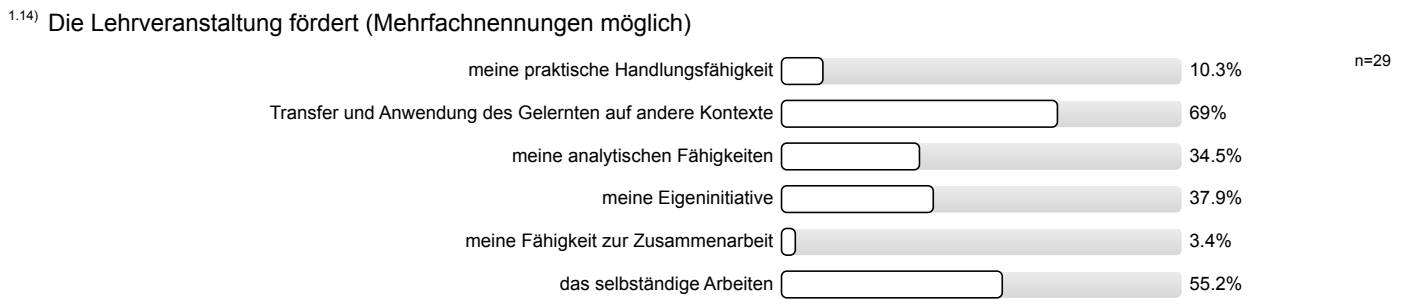 1.14) Die Lehrveranstaltung fördert (Mehrfachnennungen möglich)
meine praktische Handlungsfähigkeit 10.3% n=29
Transfer und Anwendung des Gelernten auf andere Kontexte 69%
meine analytischen Fähigkeiten 34.5%
meine Eigeninitiative 37.9%
meine Fähigkeit zur Zusammenarbeit 3.4%
das selbständige Arbeiten 55.2%